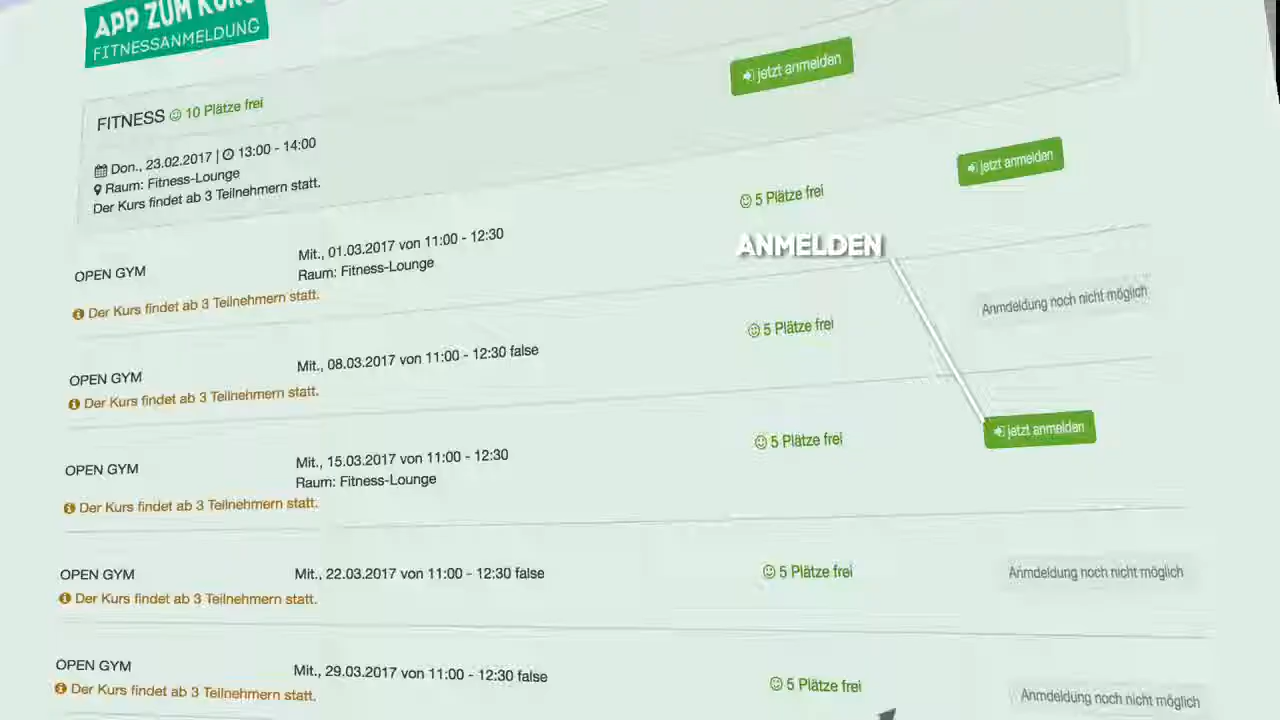 APP ZUM KURS
FITNESSANMELDUNG
jetzt anmelden
FITNESS 10 Plätze frei
Don., 23.02.2017 | 13:00 - 14:00
Raum: Fitness-Lounge
Der Kurs findet ab 3 Teilnehmern statt.
jetzt anmelden
5 Plätze frei
ANMELDEN
Mit., 01.03.2017 von 11:00 - 12:30
Raum: Fitness-Lounge
OPEN GYM
Der Kurs findet ab 3 Teilnehmern statt.
Anmdeldung noch nicht möglich
5 Plätze frei
Mit., 08.03.2017 von 11:00 - 12:30 false
OPEN GYM
Der Kurs findet ab 3 Teilnehmern statt.
jetzt anmelden
5 Plätze frei
Mit., 15.03.2017 von 11:00 - 12:30
Raum: Fitness-Lounge
OPEN GYM
Der Kurs findet ab 3 Teilnehmern statt.
OPEN GYM
Mit., 22.03.2017 von 11:00 - 12:30 false
5 Plätze frei
Anmdeldung noch nicht möglich
Der Kurs findet ab 3 Teilnehmern statt.
OPEN GYM
Mit., 29.03.2017 von 11:00 - 12:30 false
5 Plätze frei
Anmdeldung noch nicht möglich
Der Kurs findet ab 3 Teilnehmern statt.